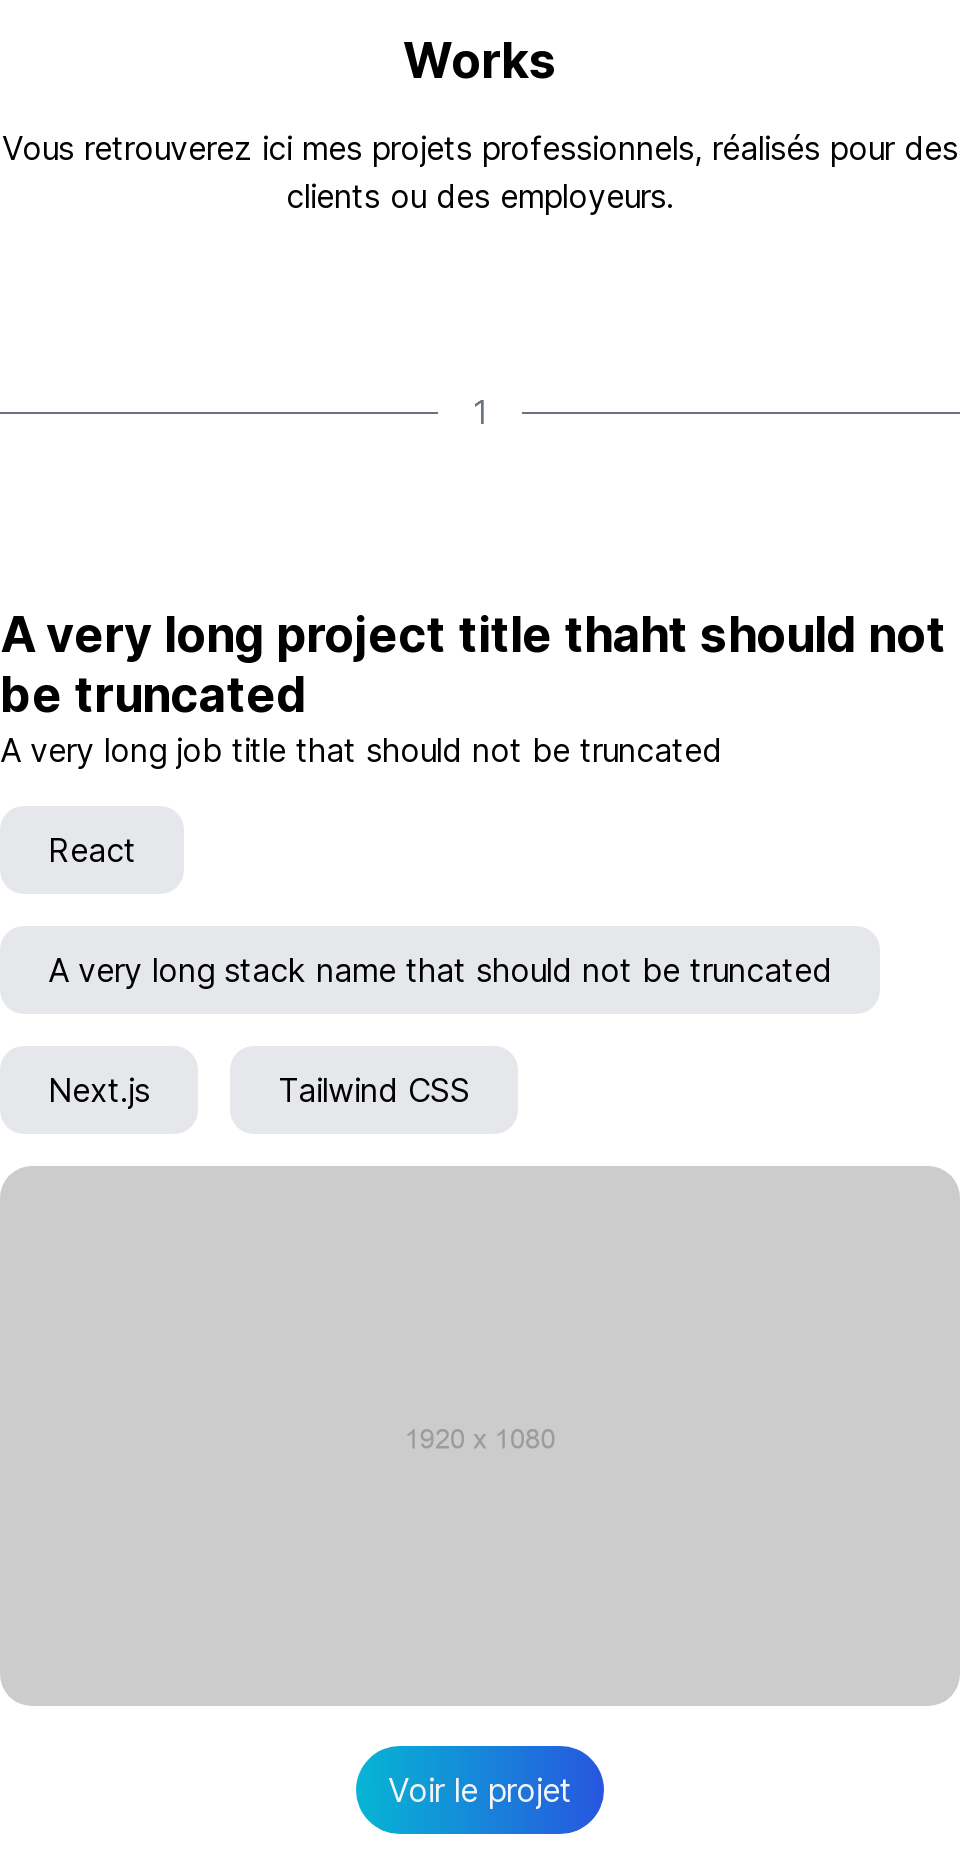 Works
Vous retrouverez ici mes projets professionnels, réalisés pour des
clients ou des employeurs.
1
A very long project title thaht should not
be truncated
A very long job title that should not be truncated
React
A very long stack name that should not be truncated
Next.js
Tailwind CSS
1920 x 1080
Voir le projet